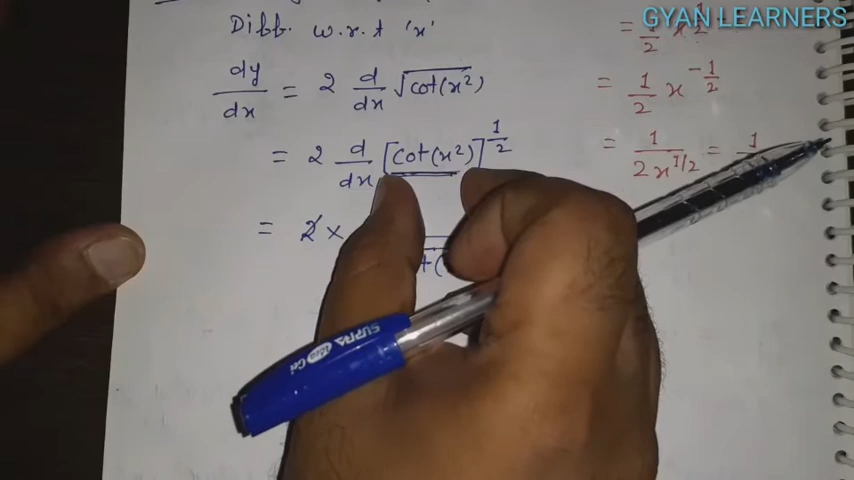 GYAN LEARNERS
Diff. w.r.t 'x'
dy/dx = 2 d/dx √cot(x²)
= 2 d/dx [cot(x²)]^1/2
= 2 ×
= 1/2 x^-1/2
= 1/(2x^1/2) = 1
SUPRA